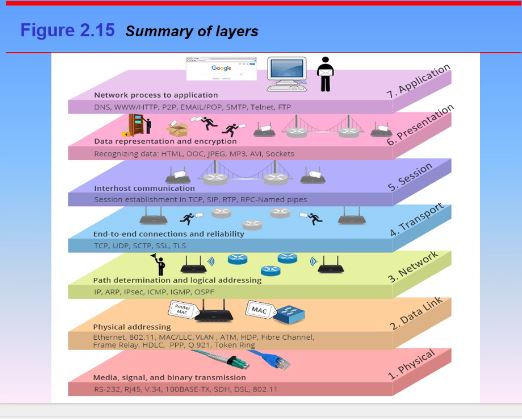 Figure 2.15 Summary of layers
Google
7. Application
Network process to application
DNS, WWW/HTTP, P2P, EMAIL/POP, SMTP, Telnet, FTP
6. Presentation
Data representation and encryption
Recognizing data: HTML, DOC, JPEG, MP3, AVI, Sockets
5. Session
Interhost communication
Session establishment in TCP, SIP, RTP, RPC-Named pipes
4. Transport
End-to-end connections and reliability
TCP, UDP, SCTP, SSL, TLS
3. Network
Path determination and logical addressing
IP, ARP, IPsec, ICMP, IGMP, OSPF
2. Data Link
MAC
MAC
Physical addressing
Ethernet, 802.11, MAC/LLC, VLAN , ATM, HDP, Fibre Channel,
Frame Relay, HDLC, PPP, Q.921, Token Ring
1. Physical
Media, signal, and binary transmission
RS-232, RJ45, V.34, 100BASE-TX, SDH, DSL, 802.11